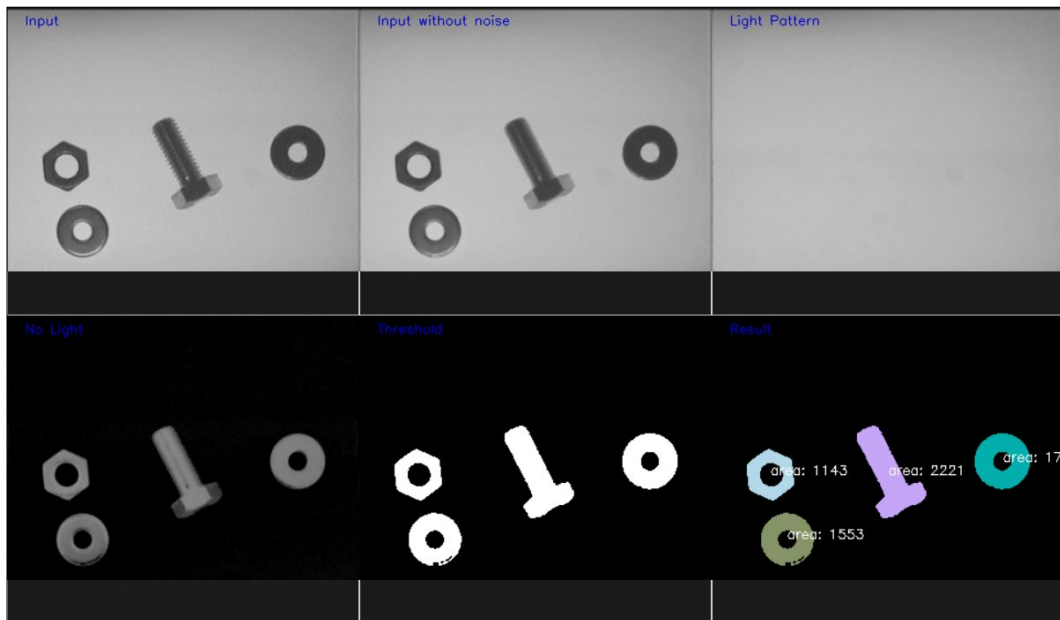 Input
Input without noise
Light Pattern
No Light
Threshold
Result
area: 1143
area: 2221
area: 17
area: 1553